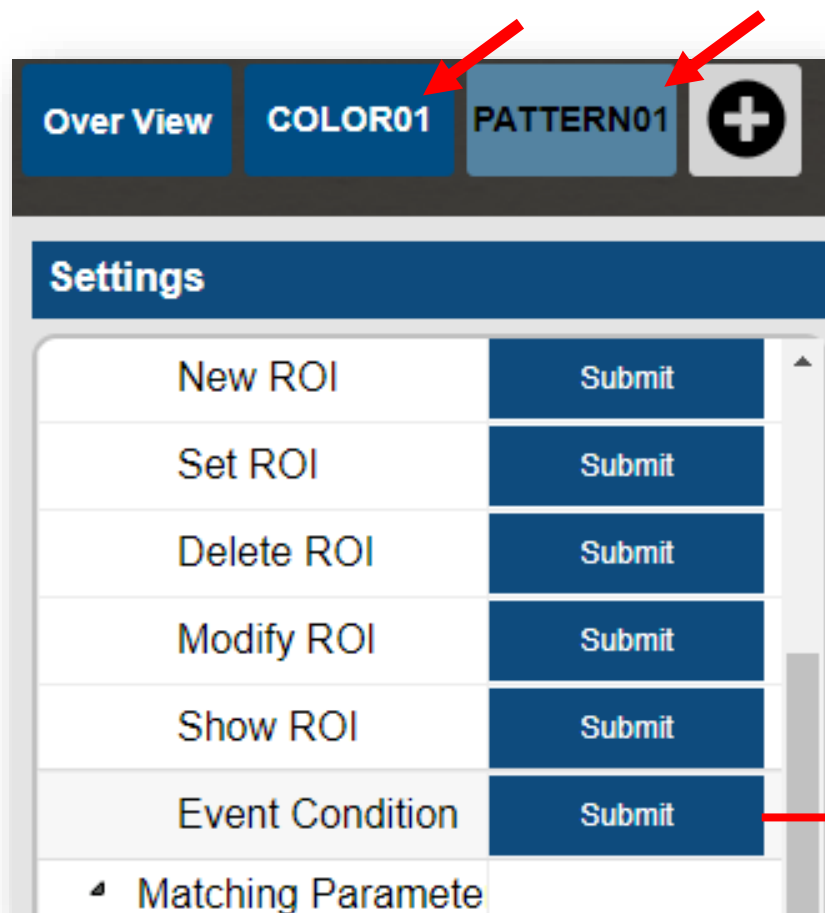 Over View COLOR01 PATTERN01
Settings
New ROI Submit
Set ROI Submit
Delete ROI Submit
Modify ROI Submit
Show ROI Submit
Event Condition Submit
Matching Paramete